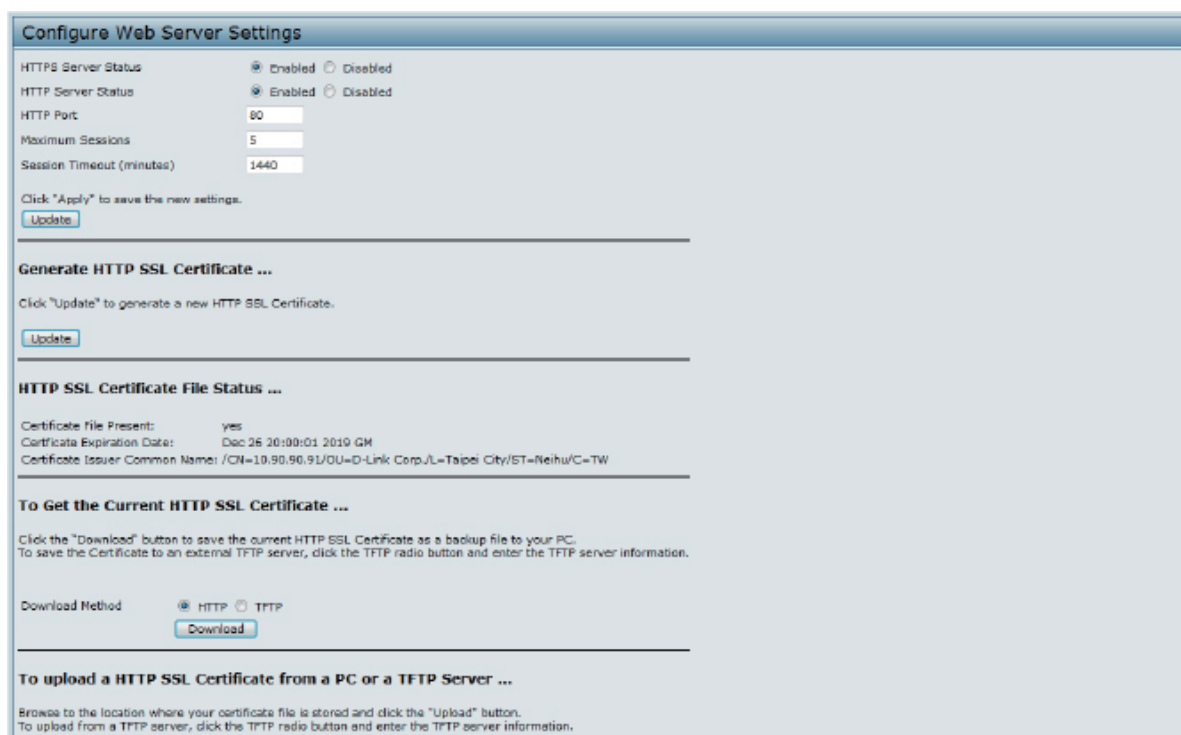 Configure Web Server Settings
HTTPS Server Status Enabled Disabled
HTTP Server Status Enabled Disabled
HTTP Port 80
Maximum Sessions 5
Session Timeout (minutes) 1440
Click "Apply" to save the new settings.
Update
Generate HTTP SSL Certificate ...
Click "Update" to generate a new HTTP SSL Certificate.
Update
HTTP SSL Certificate File Status ...
Certificate File Present: yes
Certficate Expiration Date: Dec 26 20:00:01 2019 GM
Certificate Issuer Common Name: /CN=10.90.90.91/OU=D-Link Corp./L=Taipei City/ST=Neihu/C=TW
To Get the Current HTTP SSL Certificate ...
Click the "Download" button to save the current HTTP SSL Certificate as a backup file to your PC.
To save the Certificate to an external TFTP server, click the TFTP radio button and enter the TFTP server information.
Download Method HTTP TFTP
Download
To upload a HTTP SSL Certificate from a PC or a TFTP Server ...
Browse to the location where your certificate file is stored and click the "Upload" button.
To upload from a TFTP server, click the TFTP radio button and enter the TFTP server information.